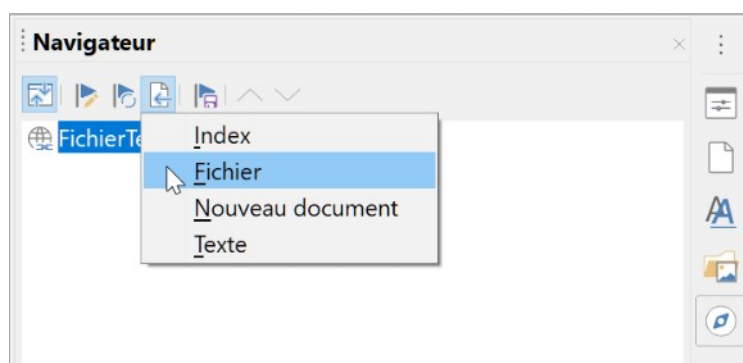 Navigateur
FichierTe
Index
Fichier
Nouveau document
Texte